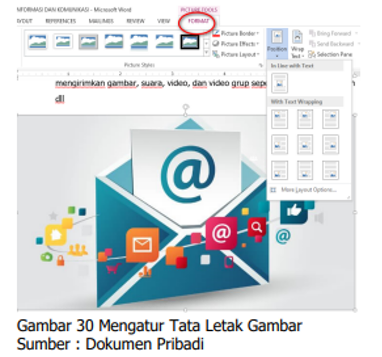 NFORMASI DAN KOMUNIKASI - Microsoft Word
PICTURE TOOLS
YOUT REFERENCES MAILINGS REVIEW VIEW FORMAT
Picture Border
Picture Effects
Picture Layout
Position
Wrap Text
Bring Forward
Send Backward
Selection Pane
Picture Styles
In Line with Text
With Text Wrapping
More Layout Options...
mengirimkan gambar, suara, video, dan video grup sepe
dll
@
@
@
Gambar 30 Mengatur Tata Letak Gambar
Sumber : Dokumen Pribadi